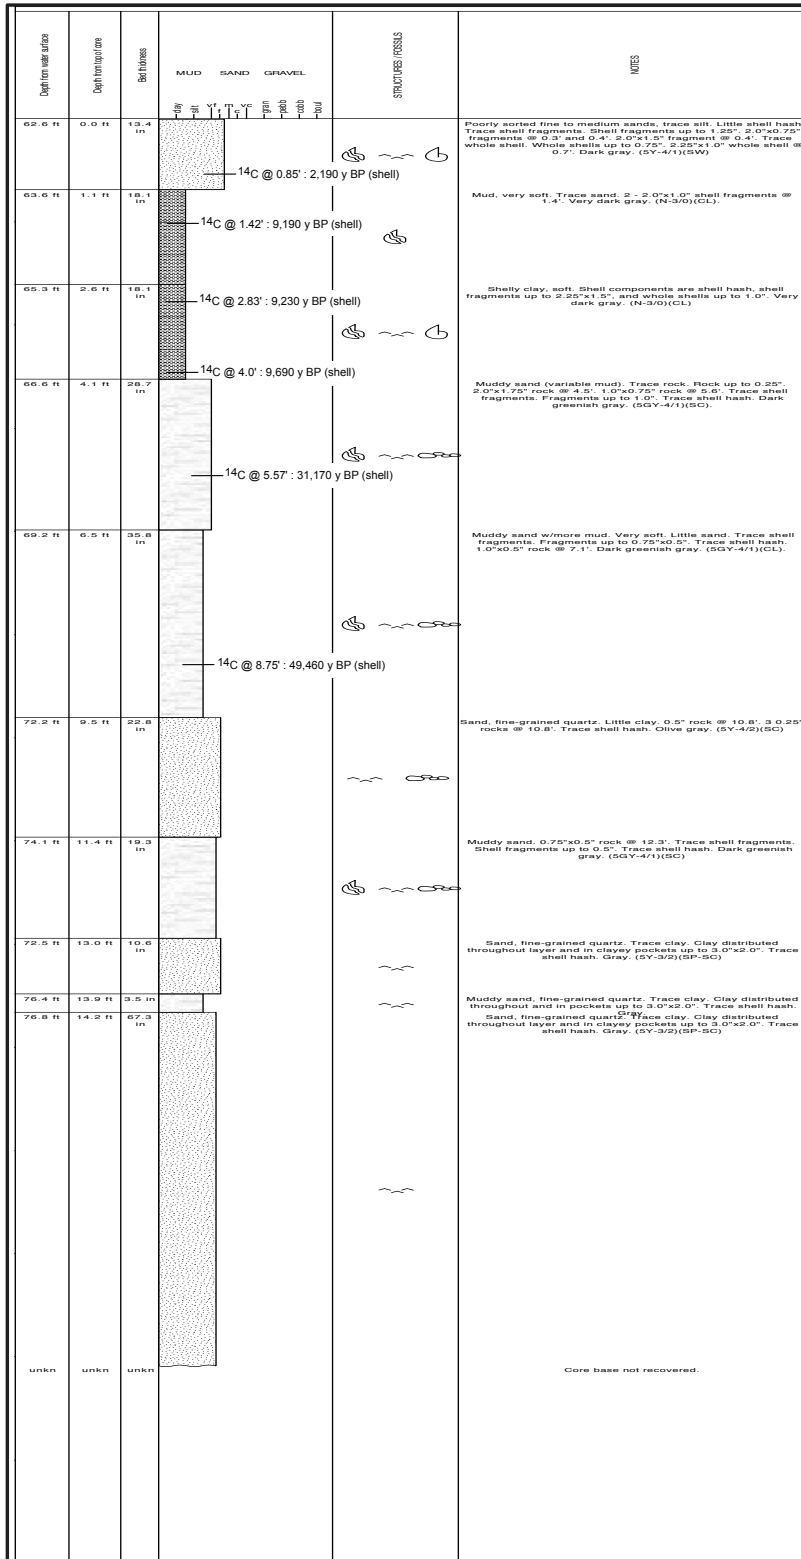 Depth from water surface
Depth from top of core
Bed thickness
MUD SAND GRAVEL
clay
silt
vf
f
m
c
vc
gran
pebb
cobb
boul
STRUCTURES / FOSSILS
NOTES
62.6 ft 0.0 ft 13.4 in
Poorly sorted fine to medium sands, trace silt. Little shell hash
Trace shell fragments. Shell fragments up to 1.25". 2.0"x0.75"
fragments @ 0.3' and 0.4'. 2.0"x1.5" fragment @ 0.4'. Trace
whole shell. Whole shells up to 0.75". 2.25"x1.0" whole shell @
0.7'. Dark gray. (5Y-4/1)(SW)
14C @ 0.85' : 2,190 y BP (shell)
63.6 ft 1.1 ft 18.1 in
Mud, very soft. Trace sand. 2 - 2.0"x1.0" shell fragments @
1.4'. Very dark gray. (N-3/0)(CL).
14C @ 1.42' : 9,190 y BP (shell)
65.3 ft 2.6 ft 18.1 in
Shelly clay, soft. Shell components are shell hash, shell
fragments up to 2.25"x1.5", and whole shells up to 1.0". Very
dark gray. (N-3/0)(CL)
14C @ 2.83' : 9,230 y BP (shell)
14C @ 4.0' : 9,690 y BP (shell)
66.6 ft 4.1 ft 28.7 in
Muddy sand (variable mud). Trace rock. Rock up to 0.25".
2.0"x1.75" rock @ 4.5'. 1.0"x0.75" rock @ 5.6'. Trace shell
fragments. Fragments up to 1.0". Trace shell hash. Dark
greenish gray. (5GY-4/1)(SC).
14C @ 5.57' : 31,170 y BP (shell)
69.2 ft 6.5 ft 35.8 in
Muddy sand w/more mud. Very soft. Little sand. Trace shell
fragments. Fragments up to 0.75"x0.5". Trace shell hash.
1.0"x0.5" rock @ 7.1'. Dark greenish gray. (5GY-4/1)(CL).
14C @ 8.75' : 49,460 y BP (shell)
72.2 ft 9.5 ft 22.8 in
Sand, fine-grained quartz. Little clay. 0.5" rock @ 10.8'. 3 0.25"
rocks @ 10.8'. Trace shell hash. Olive gray. (5Y-4/2)(SC)
74.1 ft 11.4 ft 19.3 in
Muddy sand. 0.75"x0.5" rock @ 12.3'. Trace shell fragments.
Shell fragments up to 0.5". Trace shell hash. Dark greenish
gray. (5GY-4/1)(SC)
72.5 ft 13.0 ft 10.6 in
Sand, fine-grained quartz. Trace clay. Clay distributed
throughout layer and in clayey pockets up to 3.0"x2.0". Trace
shell hash. Gray. (5Y-3/2)(SP-SC)
76.4 ft 13.9 ft 3.5 in
Muddy sand, fine-grained quartz. Trace clay. Clay distributed
throughout and in pockets up to 3.0"x2.0". Trace shell hash.
Gray.
76.8 ft 14.2 ft 67.3 in
Sand, fine-grained quartz. Trace clay. Clay distributed
throughout layer and in clayey pockets up to 3.0"x2.0". Trace
shell hash. Gray. (5Y-3/2)(SP-SC)
unkn unkn unkn
Core base not recovered.